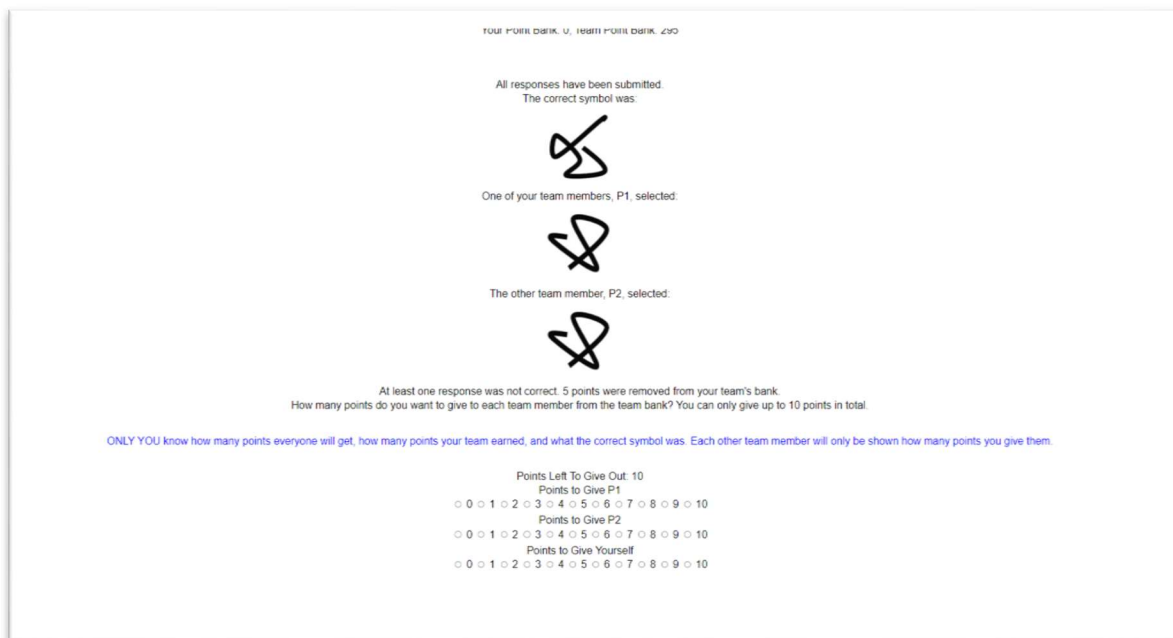 Your Point Bank: 0, Team Point Bank: 295
All responses have been submitted.
The correct symbol was:
One of your team members, P1, selected:
The other team member, P2, selected:
At least one response was not correct. 5 points were removed from your team's bank.
How many points do you want to give to each team member from the team bank? You can only give up to 10 points in total.
ONLY YOU know how many points everyone will get, how many points your team earned, and what the correct symbol was. Each other team member will only be shown how many points you give them.
Points Left To Give Out: 10
Points to Give P1
0 1 2 3 4 5 6 7 8 9 10
Points to Give P2
0 1 2 3 4 5 6 7 8 9 10
Points to Give Yourself
0 1 2 3 4 5 6 7 8 9 10